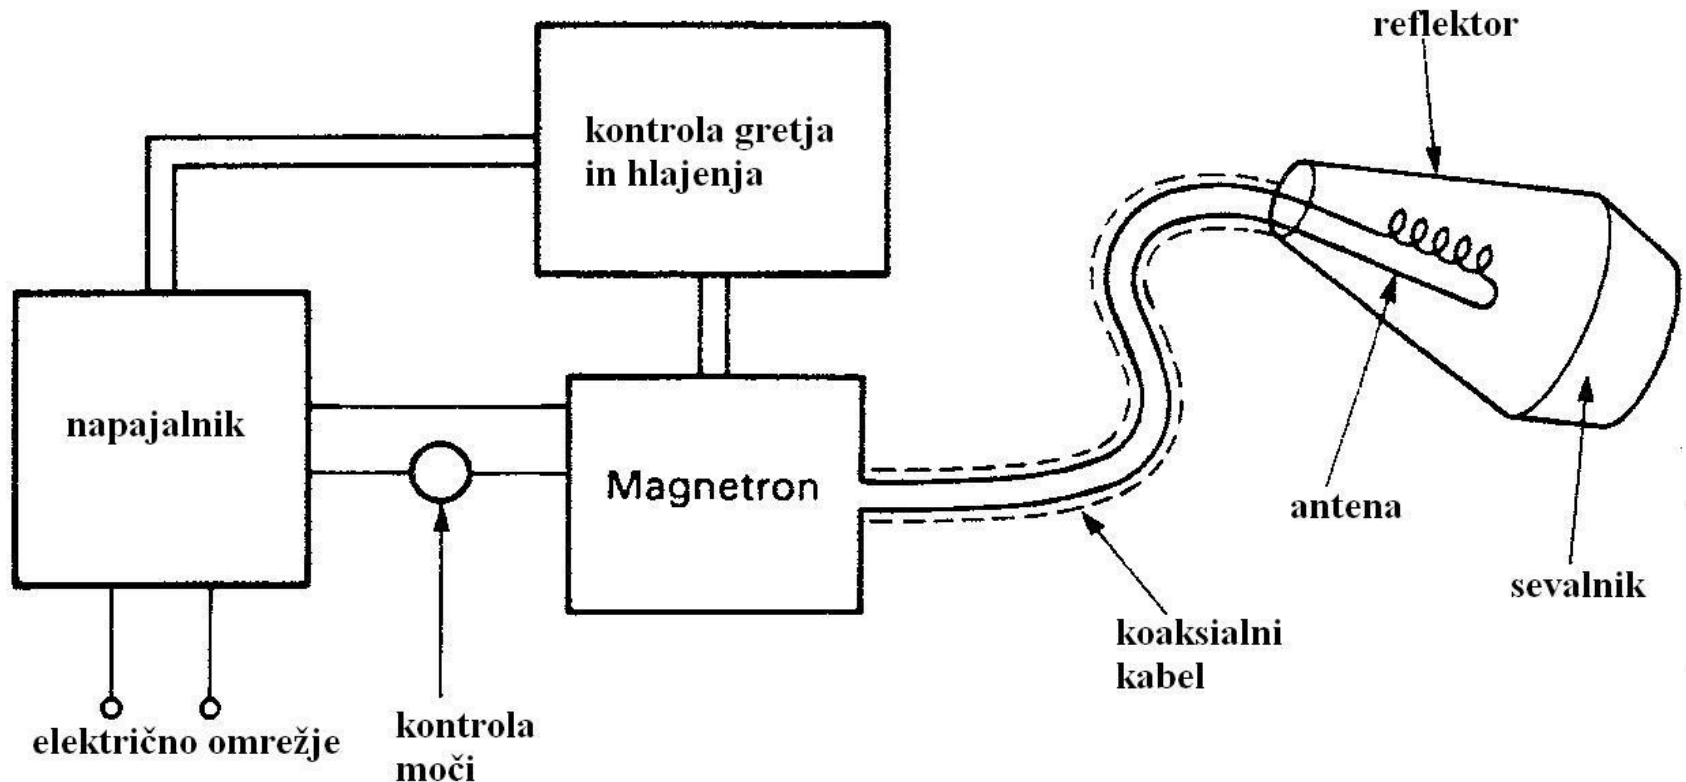 reflektor
kontrola gretja
in hlajenja
napajalnik
Magnetron
antena
sevalnik
koaksialni
kabel
električno omrežje
kontrola
moči